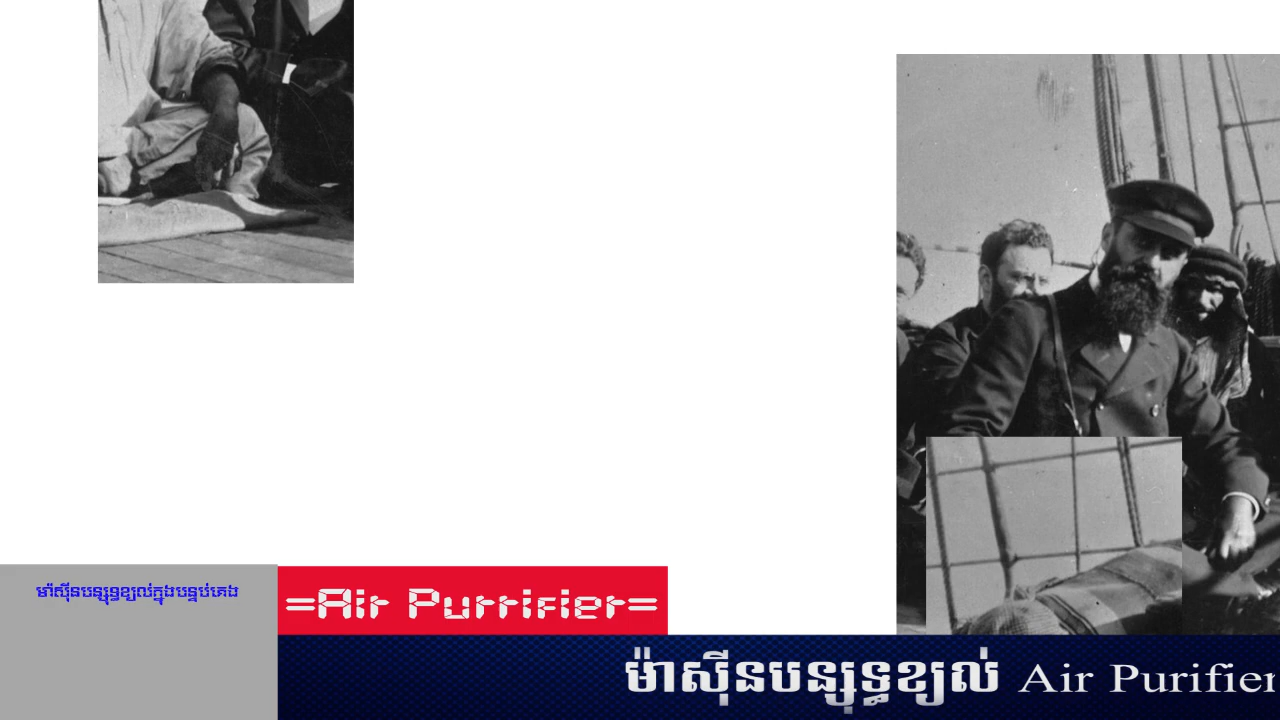 ម៉ាស៊ីនបន្សុទ្ធខ្យល់ក្នុងបន្ទប់គេង
=Air Purrifier=
ម៉ាស៊ីនបន្សុទ្ធខ្យល់ Air Purifier